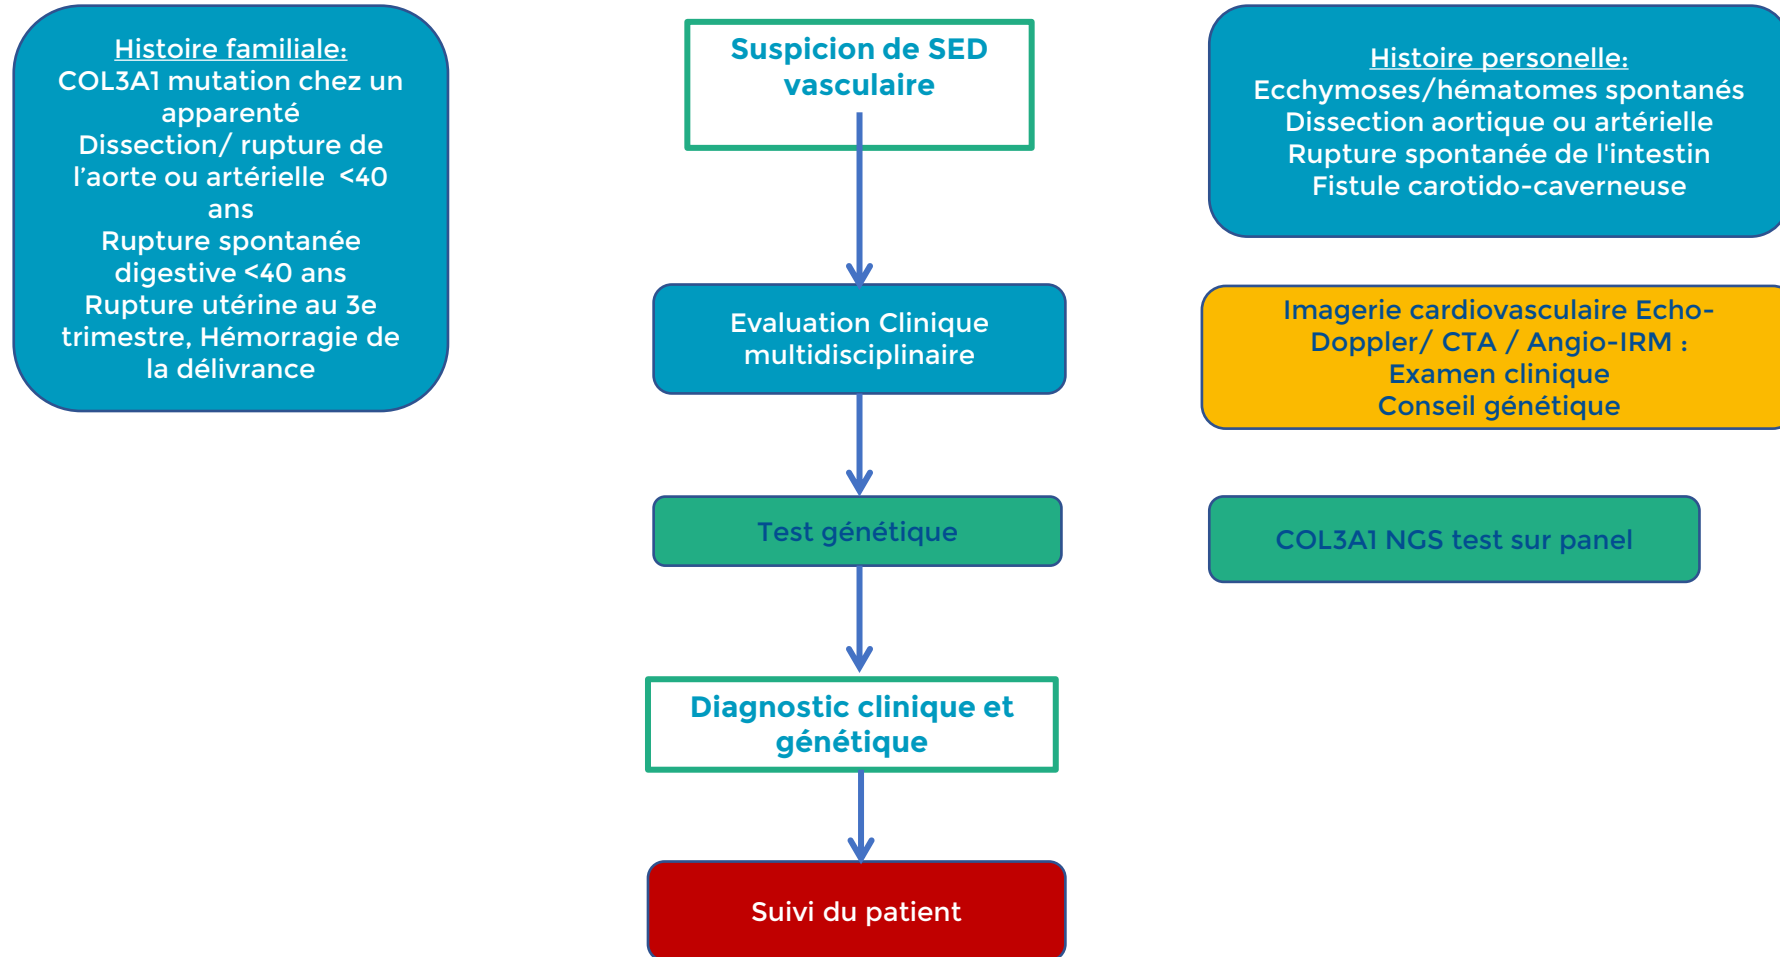 Histoire familiale:
COL3A1 mutation chez un
apparenté
Dissection/ rupture de
l’aorte ou artérielle  <40
ans
Rupture spontanée
digestive <40 ans
Rupture utérine au 3e
trimestre, Hémorragie de
la délivrance
Suspicion de SED
vasculaire
Histoire personelle:
Ecchymoses/hématomes spontanés
Dissection aortique ou artérielle
Rupture spontanée de l'intestin
Fistule carotido-caverneuse
Evaluation Clinique
multidisciplinaire
Imagerie cardiovasculaire Echo-
Doppler/ CTA / Angio-IRM :
Examen clinique
Conseil génétique
Test génétique
COL3A1 NGS test sur panel
Diagnostic clinique et
génétique
Suivi du patient